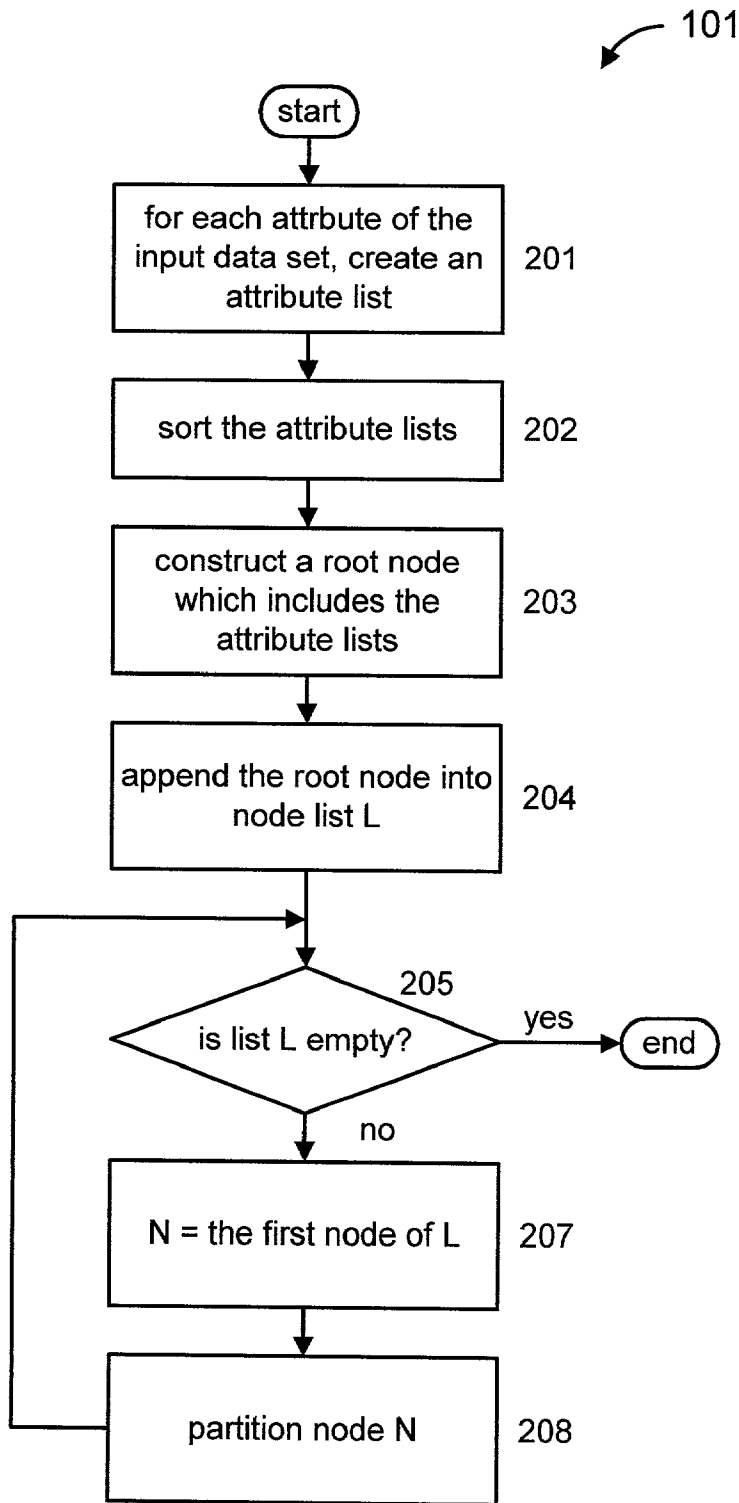 101
start
for each attrbute of the
input data set, create an
attribute list
201
sort the attribute lists
202
construct a root node
which includes the
attribute lists
203
append the root node into
node list L
204
205
is list L empty?
yes
end
no
N = the first node of L
207
partition node N
208